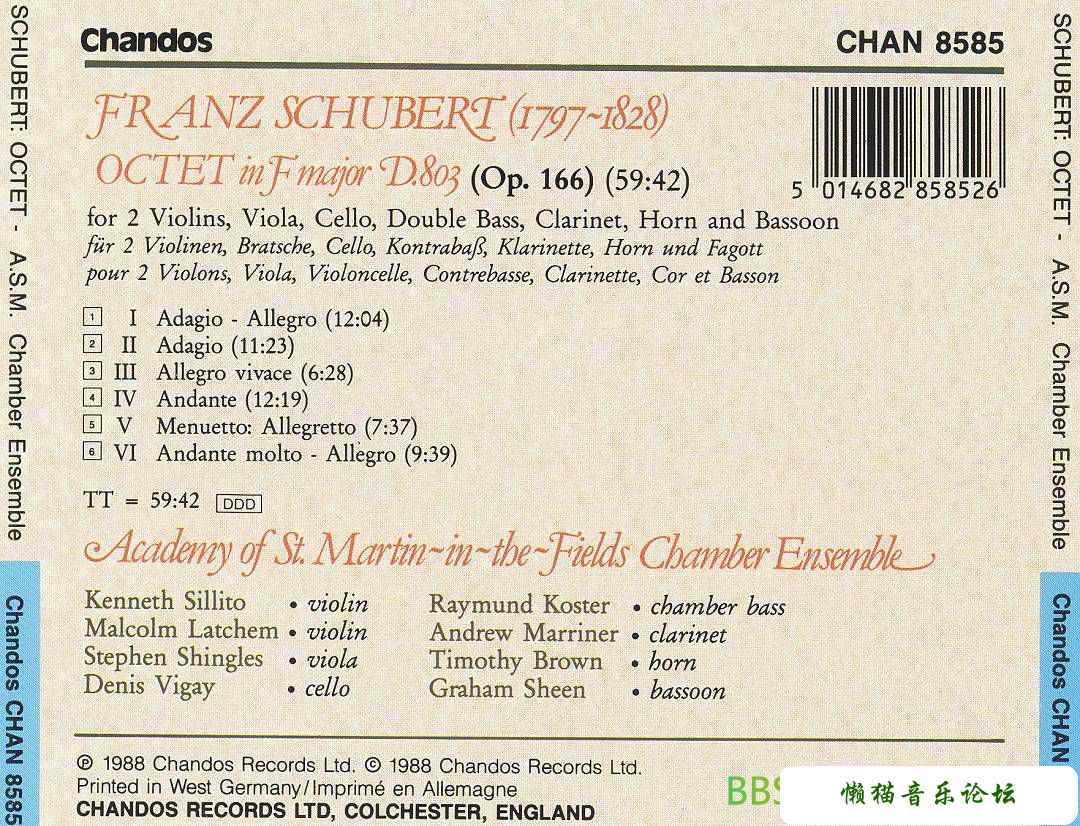 Chandos
CHAN 8585
FRANZ SCHUBERT (1797~1828)
OCTET in F major D.803 (Op. 166) (59:42)
5 014682 858526
for 2 Violins, Viola, Cello, Double Bass, Clarinet, Horn and Bassoon
für 2 Violinen, Bratsche, Cello, Kontrabaß, Klarinette, Horn und Fagott
pour 2 Violons, Viola, Violoncelle, Contrebasse, Clarinette, Cor et Basson
1 I Adagio - Allegro (12:04)
2 II Adagio (11:23)
3 III Allegro vivace (6:28)
4 IV Andante (12:19)
5 V Menuetto: Allegretto (7:37)
6 VI Andante molto - Allegro (9:39)
TT = 59:42 DDD
Academy of St. Martin~in~the~Fields Chamber Ensemble
Kenneth Sillito • violin
Malcolm Latchem • violin
Stephen Shingles • viola
Denis Vigay • cello
Raymund Koster • chamber bass
Andrew Marriner • clarinet
Timothy Brown • horn
Graham Sheen • bassoon
℗ 1988 Chandos Records Ltd. © 1988 Chandos Records Ltd.
Printed in West Germany/Imprimé en Allemagne
CHANDOS RECORDS LTD, COLCHESTER, ENGLAND
SCHUBERT: OCTET - A.S.M. Chamber Ensemble
Chandos CHAN 8585
SCHUBERT: OCTET - A.S.M. Chamber Ensemble
Chandos CHAN
BBS
懒猫音乐论坛